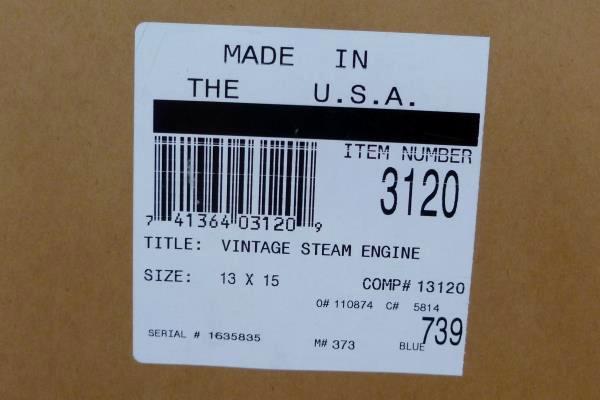 MADE IN
THE U.S.A.
ITEM NUMBER
3120
7 41364 03120 9
TITLE: VINTAGE STEAM ENGINE
SIZE: 13 X 15
COMP# 13120
O# 110874 C# 5814
SERIAL # 1635835 M# 373 BLUE 739